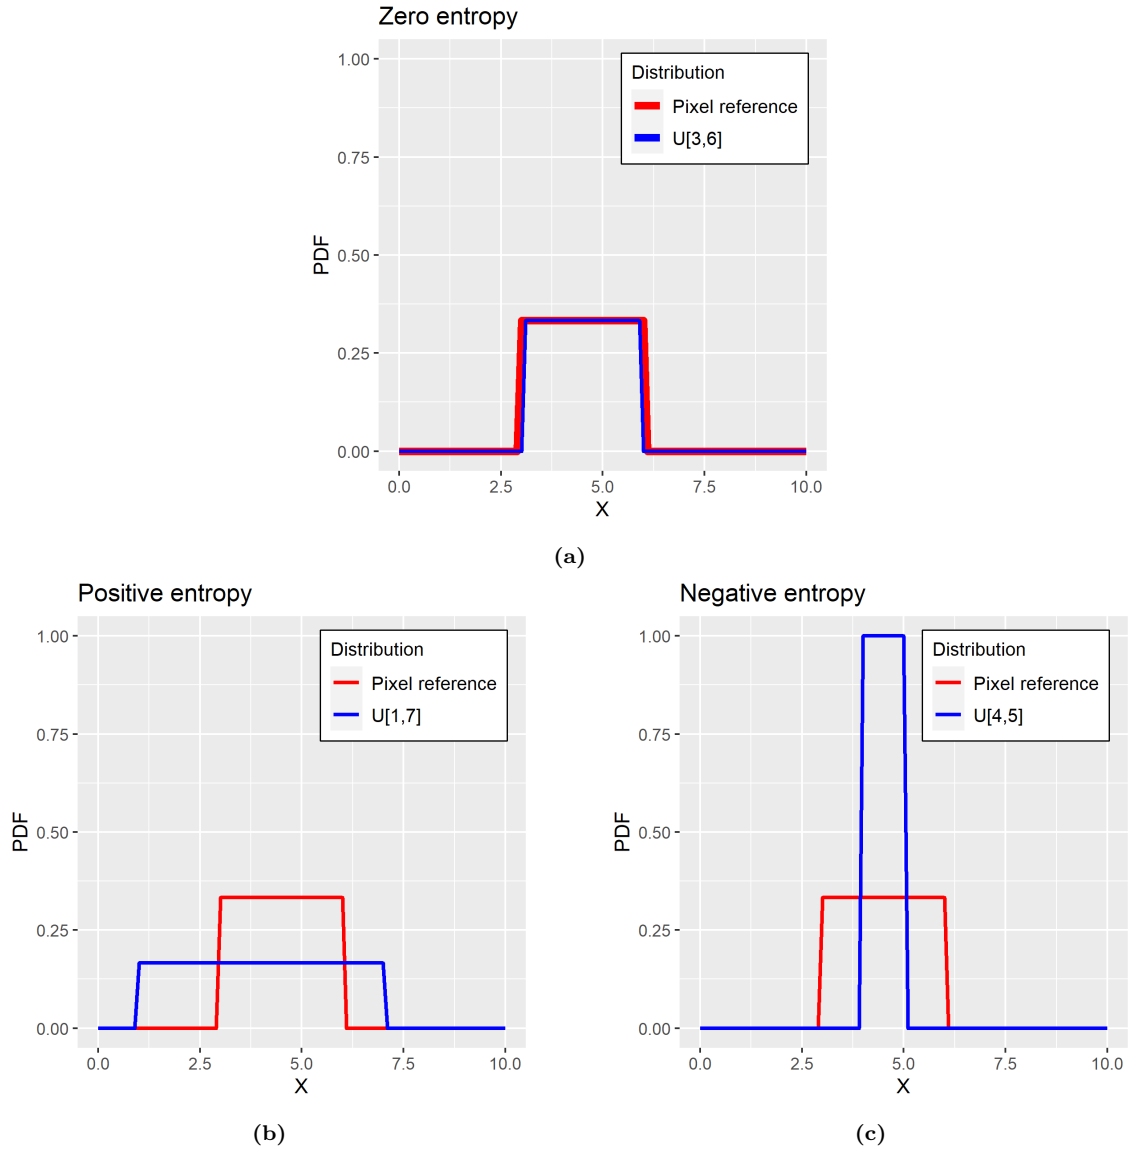 Zero entropy
1.00
0.75
0.50
0.25
0.00
PDF
Distribution
Pixel reference
U[3,6]
0.0 2.5 5.0 7.5 10.0
X
(a)
Positive entropy
1.00
0.75
0.50
0.25
0.00
PDF
Distribution
Pixel reference
U[1,7]
0.0 2.5 5.0 7.5 10.0
X
(b)
Negative entropy
1.00
0.75
0.50
0.25
0.00
PDF
Distribution
Pixel reference
U[4,5]
0.0 2.5 5.0 7.5 10.0
X
(c)